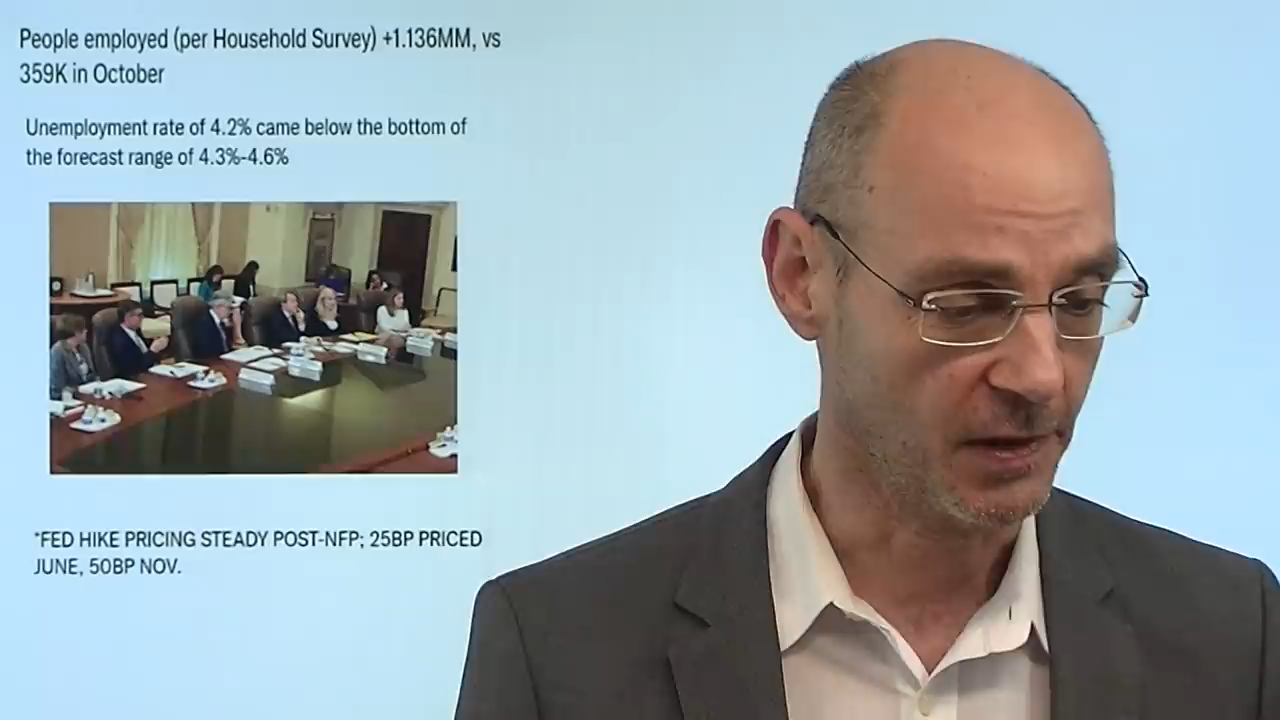 People employed (per Household Survey) +1.136MM, vs
359K in October
Unemployment rate of 4.2% came below the bottom of
the forecast range of 4.3%-4.6%
*FED HIKE PRICING STEADY POST-NFP; 25BP PRICED
JUNE, 50BP NOV.